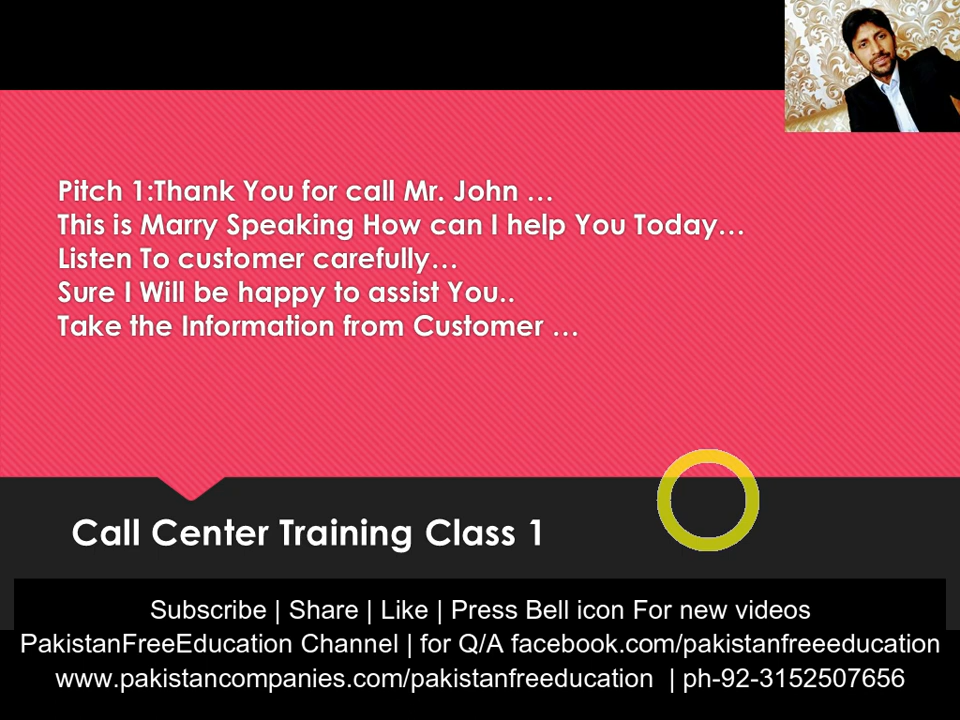 Pitch 1:Thank You for call Mr. John …
This is Marry Speaking How can I help You Today…
Listen To customer carefully…
Sure I Will be happy to assist You..
Take the Information from Customer …
Call Center Training Class 1
Subscribe | Share | Like | Press Bell icon For new videos
PakistanFreeEducation Channel | for Q/A facebook.com/pakistanfreeeducation
www.pakistancompanies.com/pakistanfreeducation | ph-92-3152507656